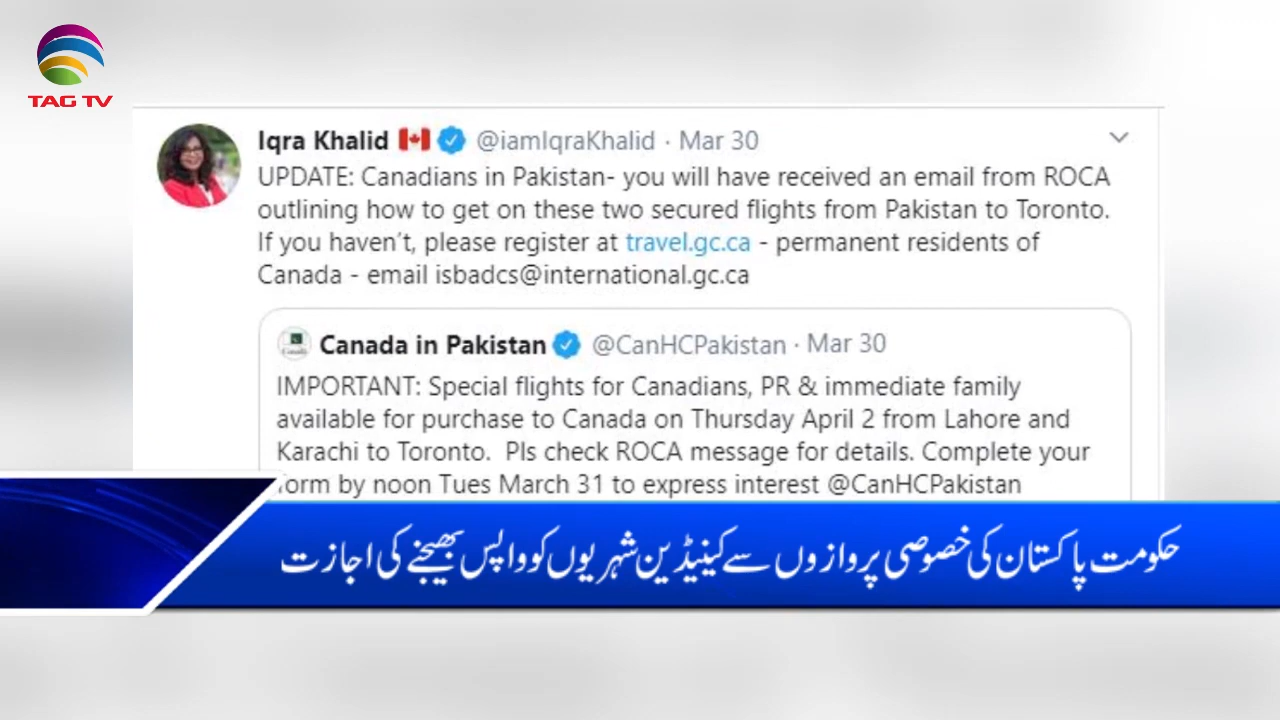 TAG TV
Iqra Khalid @iamIqraKhalid · Mar 30
UPDATE: Canadians in Pakistan- you will have received an email from ROCA
outlining how to get on these two secured flights from Pakistan to Toronto.
If you haven't, please register at travel.gc.ca - permanent residents of
Canada - email isbadcs@international.gc.ca
Canada in Pakistan @CanHCPakistan · Mar 30
IMPORTANT: Special flights for Canadians, PR & immediate family
available for purchase to Canada on Thursday April 2 from Lahore and
Karachi to Toronto. Pls check ROCA message for details. Complete your
form by noon Tues March 31 to express interest @CanHCPakistan
حکومت پاکستان کی خصوصی پروازوں سے کینیڈین شہریوں کو واپس بھیجنے کی اجازت